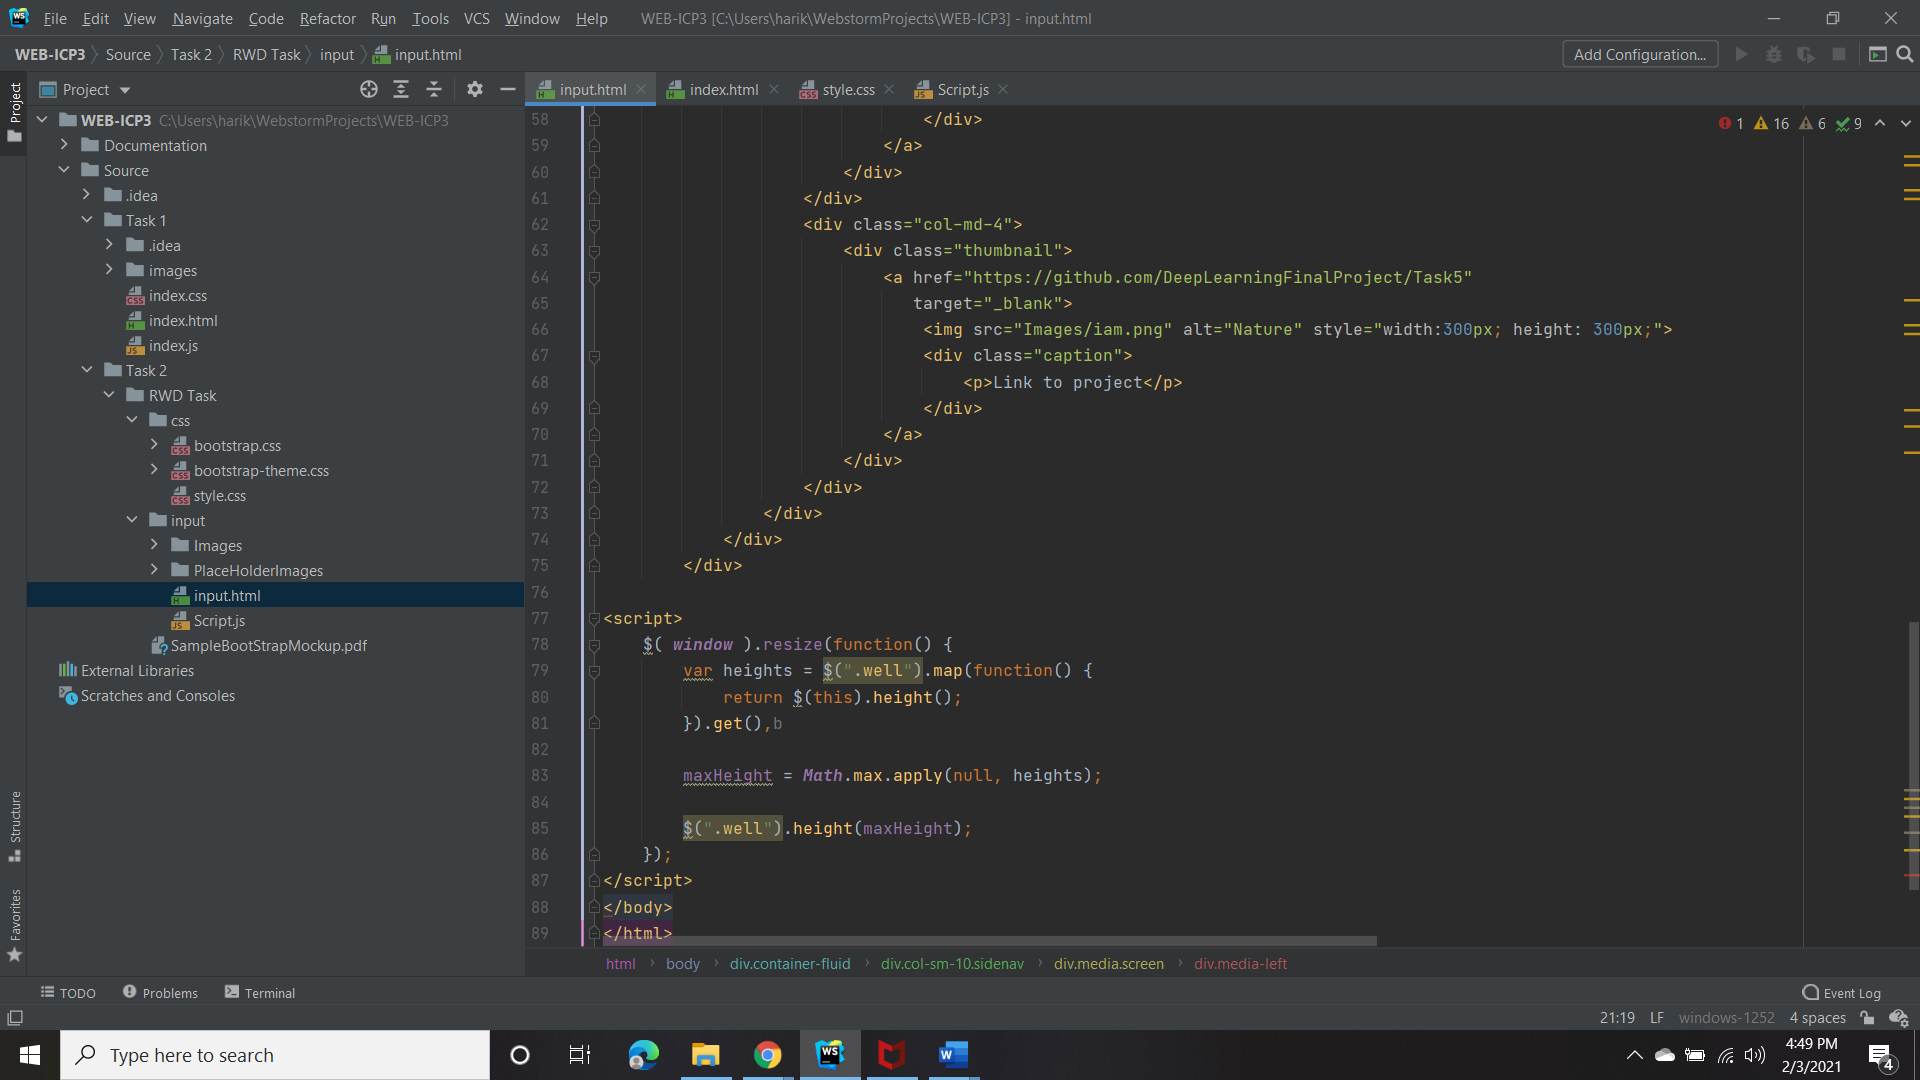 File Edit View Navigate Code Refactor Run Tools VCS Window Help WEB-ICP3 [C:\Users\harik\WebstormProjects\WEB-ICP3] - input.html
WEB-ICP3 Source Task 2 RWD Task input input.html Add Configuration...
Project
Project input.html index.html style.css Script.js
WEB-ICP3 C:\Users\harik\WebstormProjects\WEB-ICP3
Documentation
Source
.idea
Task 1
.idea
images
index.css
index.html
index.js
Task 2
RWD Task
css
bootstrap.css
bootstrap-theme.css
style.css
input
Images
PlaceHolderImages
input.html
Script.js
SampleBootStrapMockup.pdf
External Libraries
Scratches and Consoles
Structure
Favorites
1 16 6 9
58 </div>
59 </a>
60 </div>
61 </div>
62 <div class="col-md-4">
63 <div class="thumbnail">
64 <a href="https://github.com/DeepLearningFinalProject/Task5"
65 target="_blank">
66 <img src="Images/iam.png" alt="Nature" style="width:300px; height: 300px;">
67 <div class="caption">
68 <p>Link to project</p>
69 </div>
70 </a>
71 </div>
72 </div>
73 </div>
74 </div>
75 </div>
76
77 <script>
78 $( window ).resize(function() {
79 var heights = $(".well").map(function() {
80 return $(this).height();
81 }).get(),b
82
83 maxHeight = Math.max.apply(null, heights);
84
85 $(".well").height(maxHeight);
86 });
87 </script>
88 </body>
89 </html>
html body div.container-fluid div.col-sm-10.sidenav div.media.screen div.media-left
TODO Problems Terminal Event Log
21:19 LF windows-1252 4 spaces
Type here to search
4:49 PM
2/3/2021
4